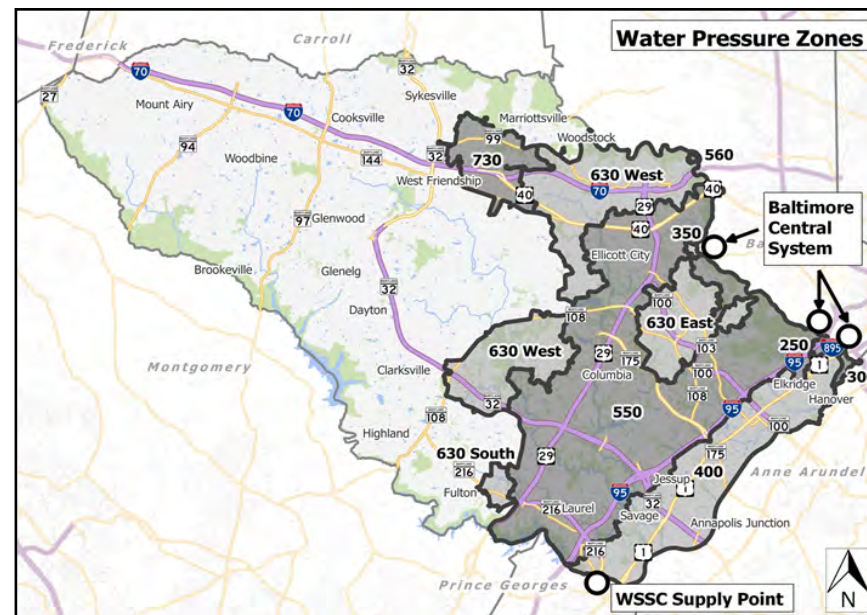 Water Pressure Zones
Frederick
Carroll
70
32
27
Mount Airy
Sykesville
70
Cooksville
Marriottsville
94
99
Woodstock
Woodbine
144
32
730
560
West Friendship
630 West
70
40
40
29
97
Glenwood
40
350
Baltimore
Central
System
Ellicott City
Brookeville
Glenelg
32
Dayton
108
100
630 East
630 West
29
175
103
250
895
95
1
30
Clarksville
Columbia
Elkridge
Montgomery
100
Hanover
32
108
550
95
108
100
Highland
630 South
29
175
216
400
Anne Arundel
Fulton
Jessup
1
95
32
216
Laurel
Savage
Annapolis Junction
216
1
Prince Georges
WSSC Supply Point
N